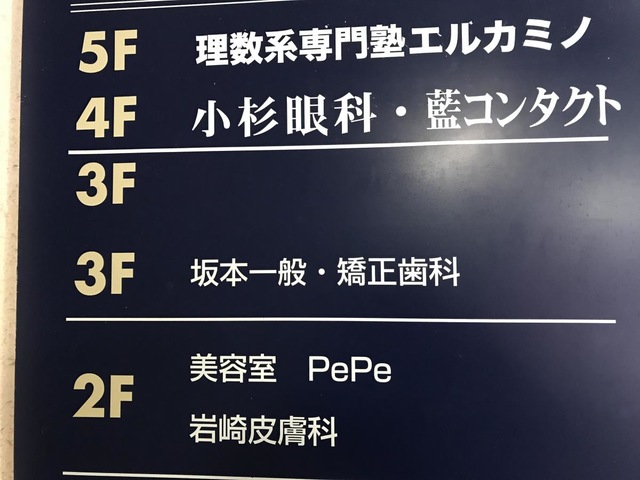 5F 理数系専門塾エルカミノ
4F 小杉眼科・藍コンタクト
3F
3F 坂本一般・矯正歯科
2F 美容室 PePe
岩崎皮膚科